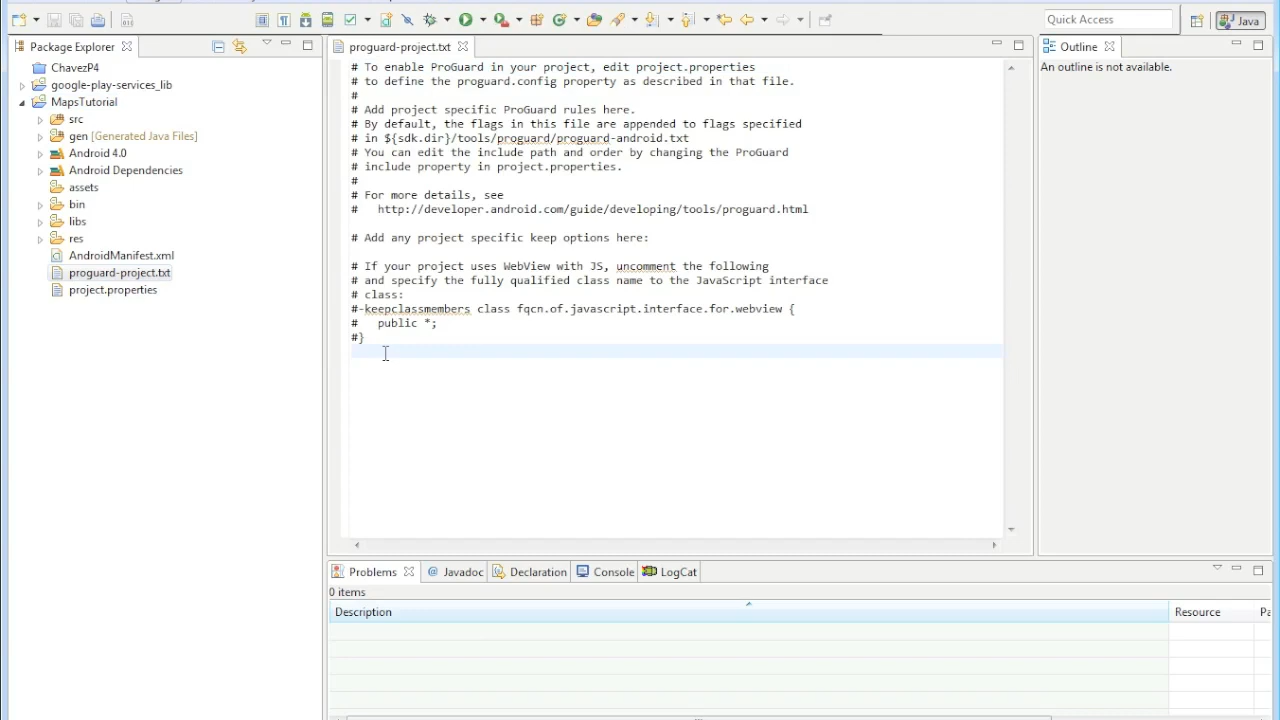 Quick Access
Java
Package Explorer
proguard-project.txt
Outline
ChavezP4
google-play-services_lib
MapsTutorial
src
gen [Generated Java Files]
Android 4.0
Android Dependencies
assets
bin
libs
res
AndroidManifest.xml
proguard-project.txt
project.properties
# To enable ProGuard in your project, edit project.properties
# to define the proguard.config property as described in that file.
#
# Add project specific ProGuard rules here.
# By default, the flags in this file are appended to flags specified
# in ${sdk.dir}/tools/proguard/proguard-android.txt
# You can edit the include path and order by changing the ProGuard
# include property in project.properties.
#
# For more details, see
#   http://developer.android.com/guide/developing/tools/proguard.html
# Add any project specific keep options here:
# If your project uses WebView with JS, uncomment the following
# and specify the fully qualified class name to the JavaScript interface
# class:
#-keepclassmembers class fqcn.of.javascript.interface.for.webview {
#   public *;
#}
An outline is not available.
Problems
@ Javadoc
Declaration
Console
LogCat
0 items
Description
Resource
Pa